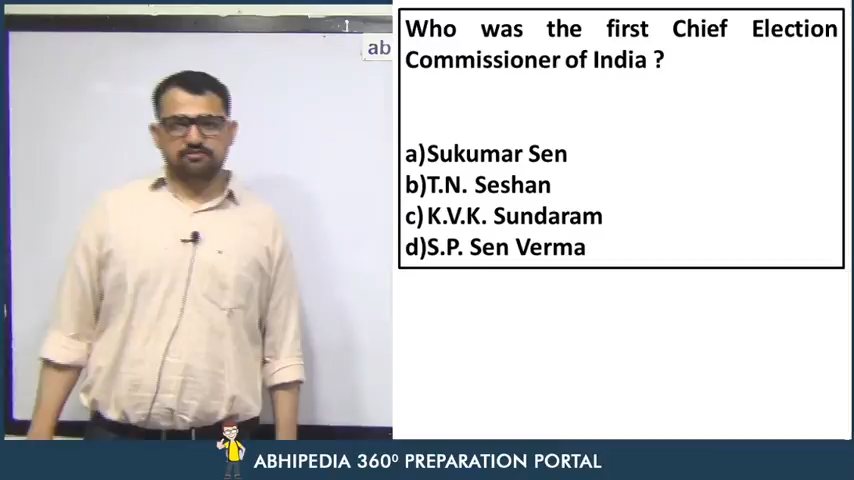 ab
Who was the first Chief Election
Commissioner of India ?
a)Sukumar Sen
b)T.N. Seshan
c) K.V.K. Sundaram
d)S.P. Sen Verma
ABHIPEDIA 360⁰ PREPARATION PORTAL